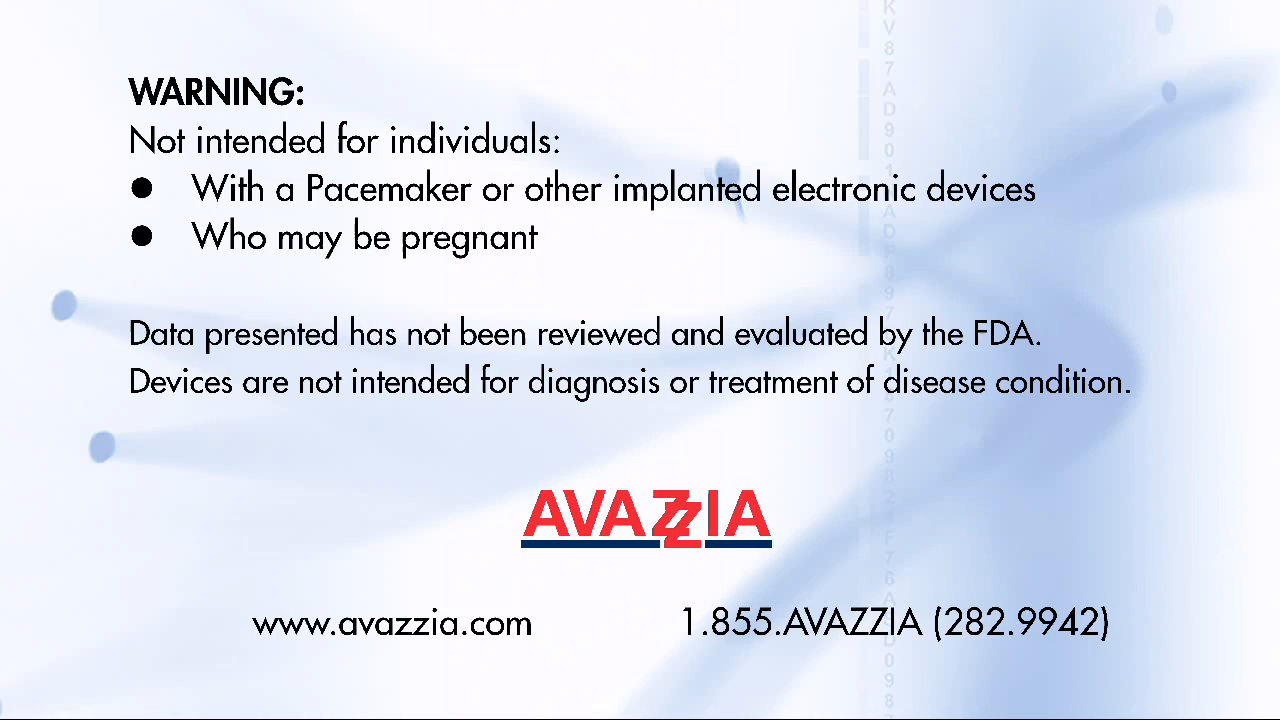 WARNING:
Not intended for individuals:
● With a Pacemaker or other implanted electronic devices
● Who may be pregnant
Data presented has not been reviewed and evaluated by the FDA.
Devices are not intended for diagnosis or treatment of disease condition.
AVAZZIA
www.avazzia.com
1.855.AVAZZIA (282.9942)